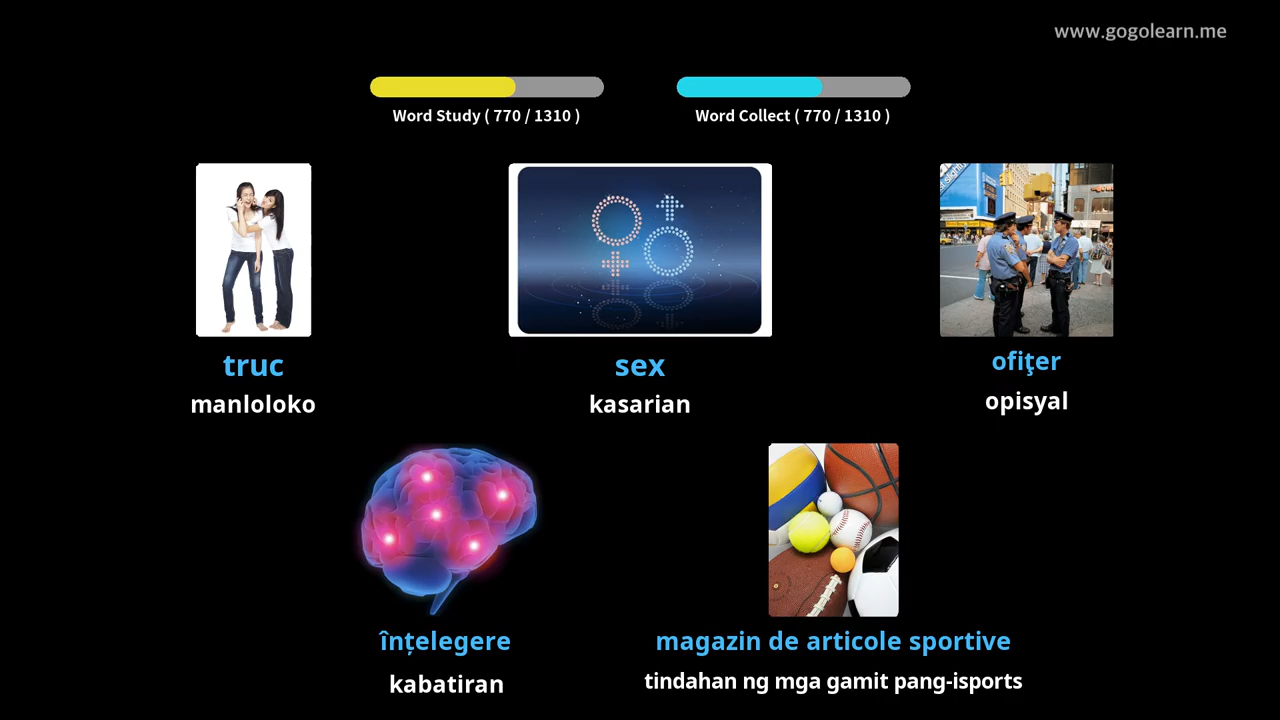 www.gogolearn.me
Word Study ( 770 / 1310 )
Word Collect ( 770 / 1310 )
truc
sex
ofiţer
manloloko
kasarian
opisyal
înțelegere
magazin de articole sportive
kabatiran
tindahan ng mga gamit pang-isports